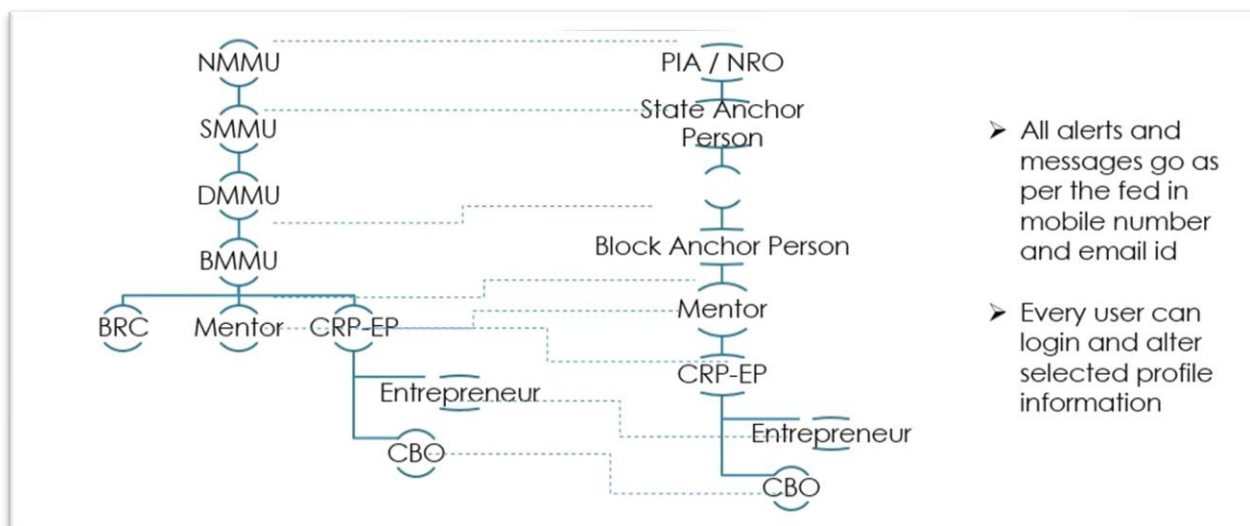 NMMU
SMMU
DMMU
BMMU
BRC
Mentor
CRP-EP
Entrepreneur
CBO
PIA / NRO
State Anchor
Person
Block Anchor Person
Mentor
CRP-EP
Entrepreneur
CBO
➢ All alerts and
messages go as
per the fed in
mobile number
and email id
➢ Every user can
login and alter
selected profile
information